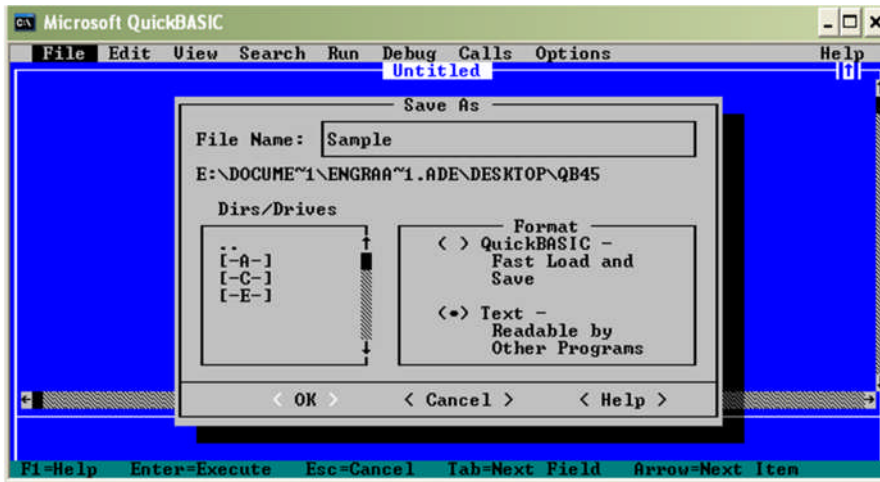 Microsoft QuickBASIC
File Edit View Search Run Debug Calls Options Help
Untitled
Save As
File Name: Sample
E:\DOCUME~1\ENGRAA~1.ADE\DESKTOP\QB45
Dirs/Drives
..
[-A-]
[-C-]
[-E-]
Format
( ) QuickBASIC -
Fast Load and
Save
(•) Text -
Readable by
Other Programs
< OK > < Cancel > < Help >
F1=Help Enter=Execute Esc=Cancel Tab=Next Field Arrow=Next Item